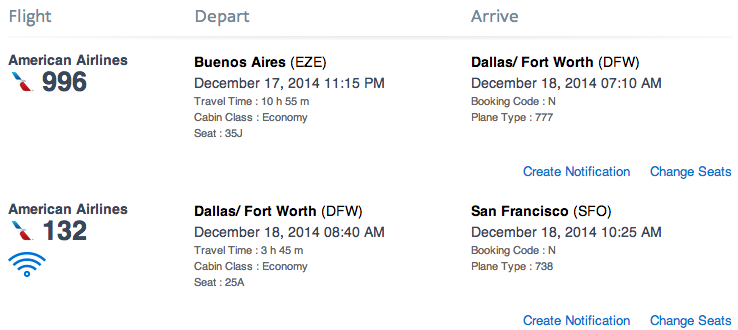 Flight Depart Arrive
American Airlines
996
Buenos Aires (EZE)
December 17, 2014 11:15 PM
Travel Time : 10 h 55 m
Cabin Class : Economy
Seat : 35J
Dallas/ Fort Worth (DFW)
December 18, 2014 07:10 AM
Booking Code : N
Plane Type : 777
Create Notification Change Seats
American Airlines
132
Dallas/ Fort Worth (DFW)
December 18, 2014 08:40 AM
Travel Time : 3 h 45 m
Cabin Class : Economy
Seat : 25A
San Francisco (SFO)
December 18, 2014 10:25 AM
Booking Code : N
Plane Type : 738
Create Notification Change Seats